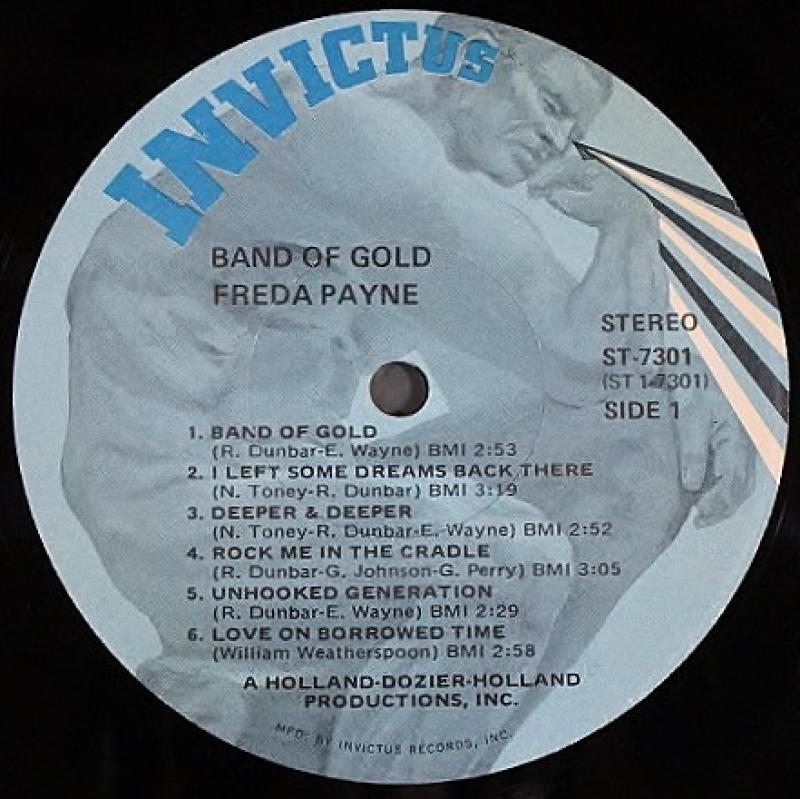 INVICTUS
BAND OF GOLD
FREDA PAYNE
STEREO
ST-7301
(ST 1-7301)
SIDE 1
1. BAND OF GOLD
(R. Dunbar-E. Wayne) BMI 2:53
2. I LEFT SOME DREAMS BACK THERE
(N. Toney-R. Dunbar) BMI 3:19
3. DEEPER & DEEPER
(N. Toney-R. Dunbar-E. Wayne) BMI 2:52
4. ROCK ME IN THE CRADLE
(R. Dunbar-G. Johnson-G. Perry) BMI 3:05
5. UNHOOKED GENERATION
(R. Dunbar-E. Wayne) BMI 2:29
6. LOVE ON BORROWED TIME
(William Weatherspoon) BMI 2:58
A HOLLAND-DOZIER-HOLLAND
PRODUCTIONS, INC.
MFD. BY INVICTUS RECORDS, INC.